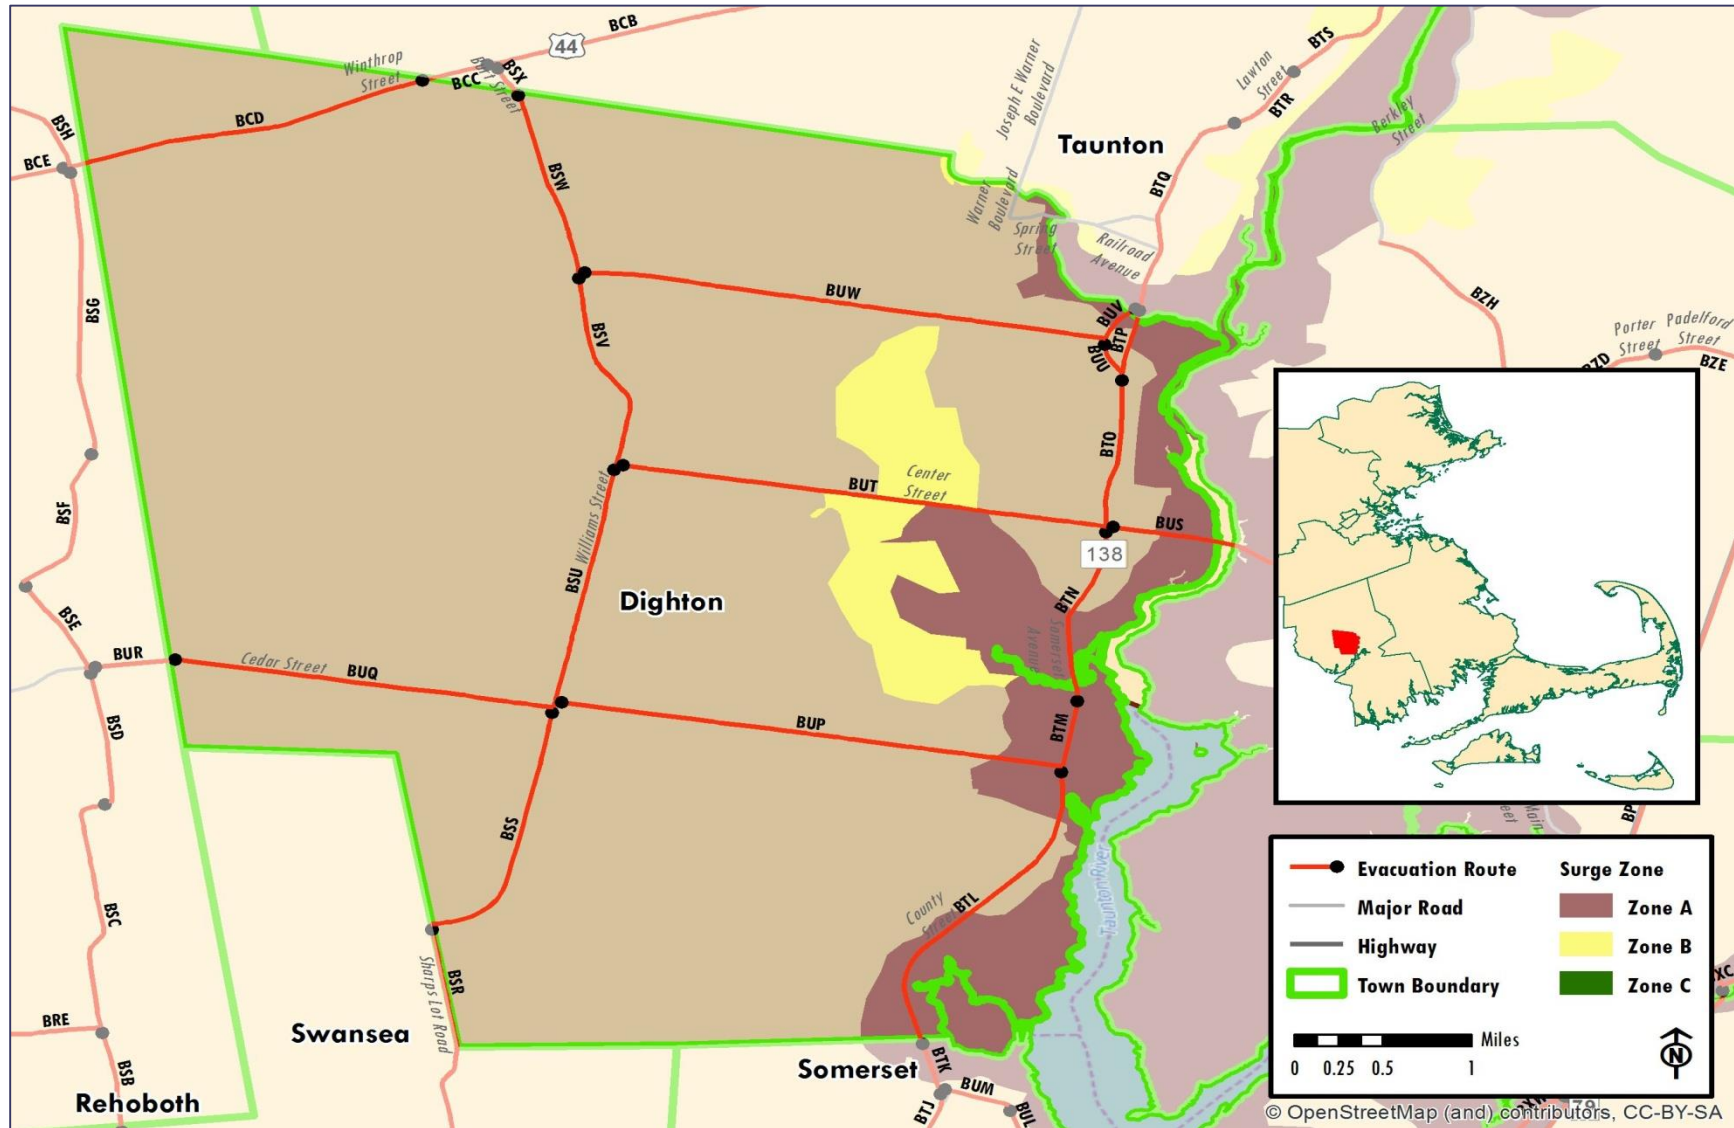 BCB
44
BTS
Winthrop
Street
BCC
BSX
Burt Street
Lawton
Street
Joseph E Warner
Boulevard
BTR
Berkley
Street
BCD
BSH
BCE
Taunton
BTQ
BSW
Warner
Boulevard
Spring
Street
Railroad
Avenue
BSG
BUW
BUV
BTP
BUU
BSV
BZH
Porter
Street
Padelford
Street
BZD
BZE
BTO
Center
Street
BUT
BUS
138
BSF
Williams Street
BSU
Dighton
BTN
Somerset
Avenue
BSE
BUR
Cedar Street
BUQ
BUP
BTM
BSD
BSS
Taunton River
County
Street
BTL
BSC
BSR
Sharps Lot Road
BRE
Swansea
BSB
Rehoboth
Somerset
BTK
BUM
BTJ
BUL
Main
Evacuation Route
Major Road
Highway
Town Boundary
Surge Zone
Zone A
Zone B
Zone C
Miles
0 0.25 0.5 1
N
© OpenStreetMap (and) contributors, CC-BY-SA